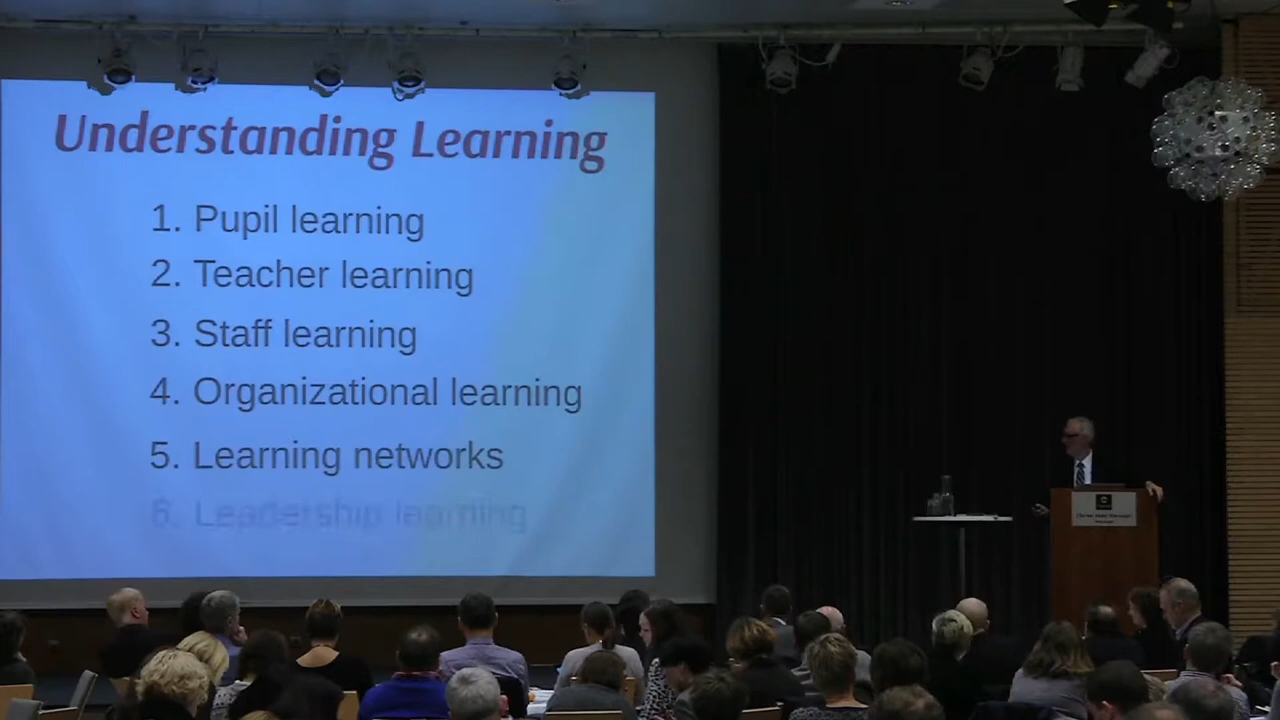 Understanding Learning
1. Pupil learning
2. Teacher learning
3. Staff learning
4. Organizational learning
5. Learning networks
6. Leadership learning